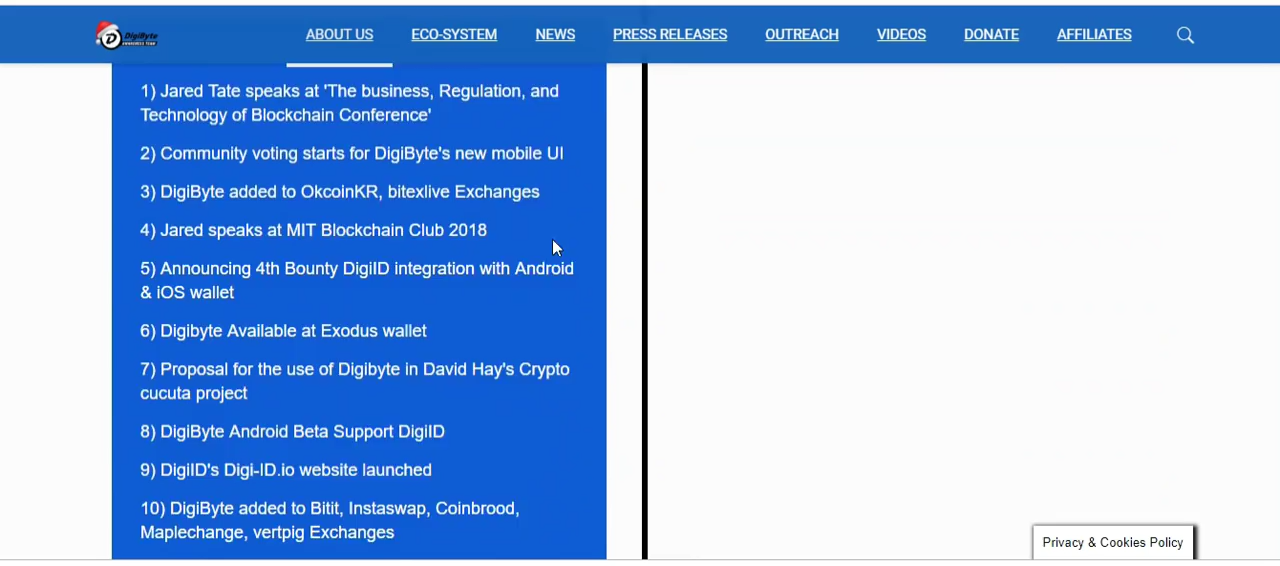 DigiByte
AWARENESS TEAM
ABOUT US
ECO-SYSTEM
NEWS
PRESS RELEASES
OUTREACH
VIDEOS
DONATE
AFFILIATES
1) Jared Tate speaks at 'The business, Regulation, and
Technology of Blockchain Conference'
2) Community voting starts for DigiByte's new mobile UI
3) DigiByte added to OkcoinKR, bitexlive Exchanges
4) Jared speaks at MIT Blockchain Club 2018
5) Announcing 4th Bounty DigiID integration with Android
& iOS wallet
6) Digibyte Available at Exodus wallet
7) Proposal for the use of Digibyte in David Hay's Crypto
cucuta project
8) DigiByte Android Beta Support DigiID
9) DigiID's Digi-ID.io website launched
10) DigiByte added to Bitit, Instaswap, Coinbrood,
Maplechange, vertpig Exchanges
Privacy & Cookies Policy